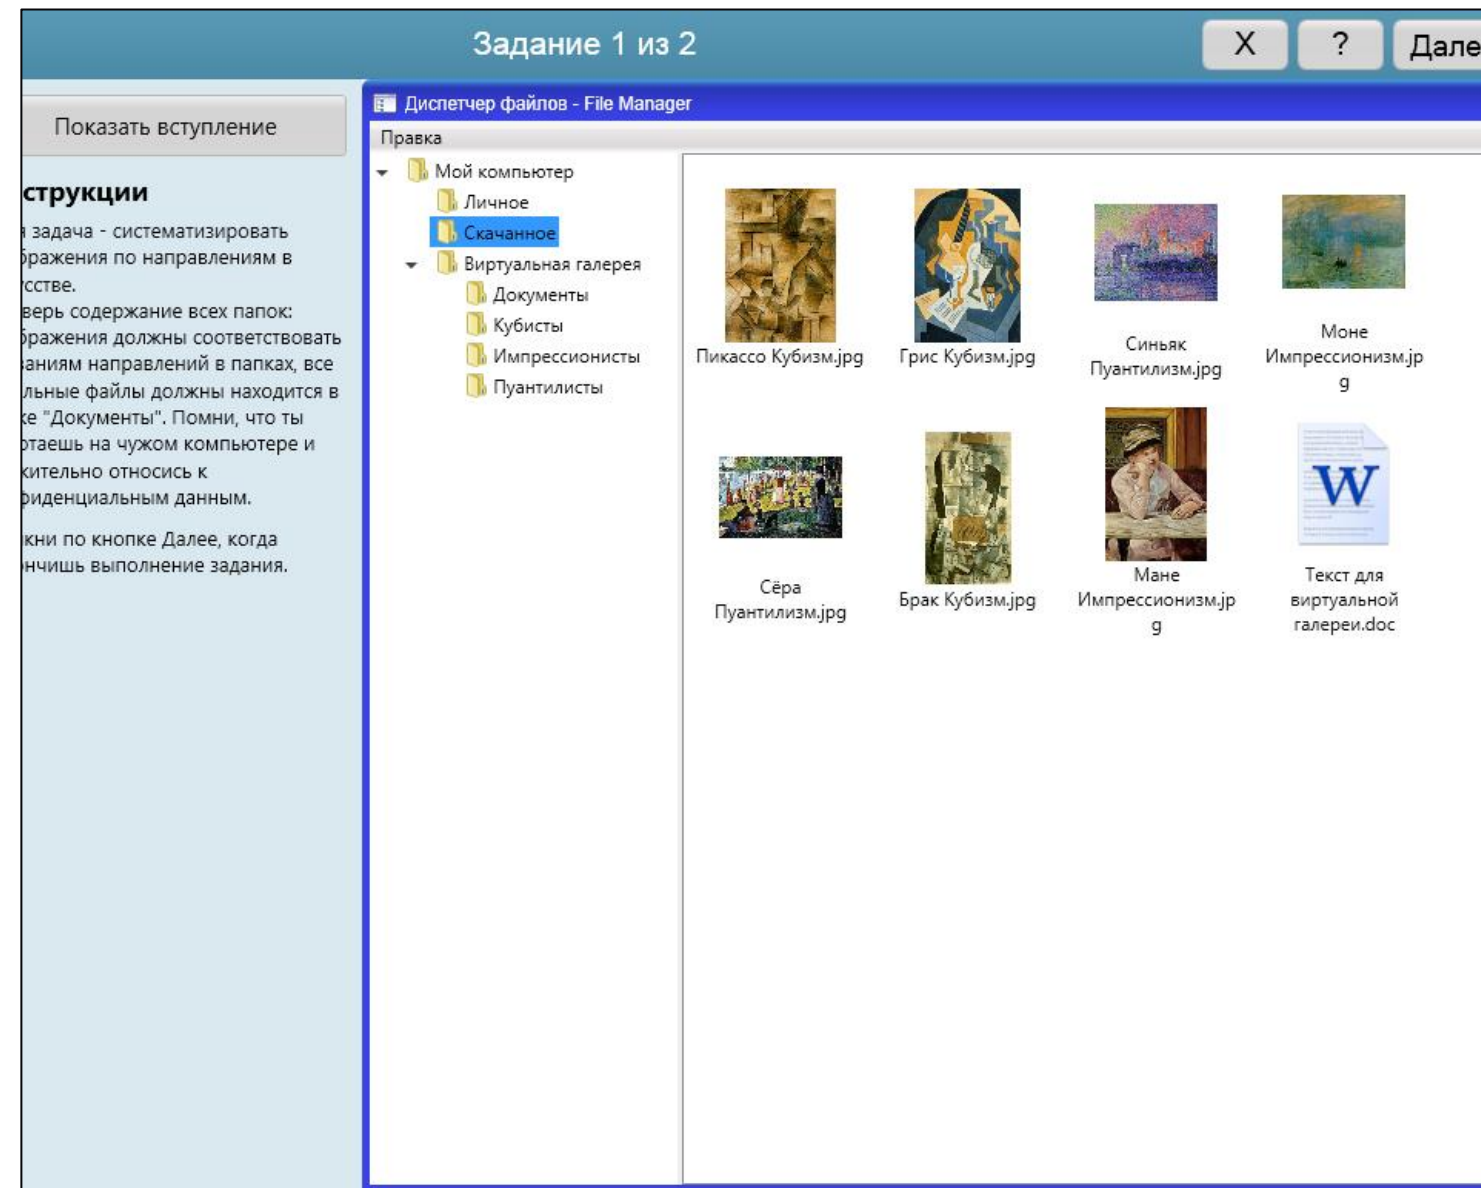 Задание 1 из 2
X
?
Дале
Показать вступление
струкции
задача - систематизировать
бражения по направлениям в
сстве.
верь содержание всех папок:
бражения должны соответствовать
ваниям направлений в папках, все
льные файлы должны находится в
ке "Документы". Помни, что ты
отаешь на чужом компьютере и
жительно относись к
фиденциальным данным.
кни по кнопке Далее, когда
нчишь выполнение задания.
Диспетчер файлов - File Manager
Правка
Мой компьютер
Личное
Скачанное
Виртуальная галерея
Документы
Кубисты
Импрессионисты
Пуантилисты
Пикассо Кубизм.jpg
Грис Кубизм.jpg
Синьяк
Пуантилизм.jpg
Моне
Импрессионизм.jp
g
Сёра
Пуантилизм.jpg
Брак Кубизм.jpg
Мане
Импрессионизм.jp
g
W
Текст для
виртуальной
галереи.doc